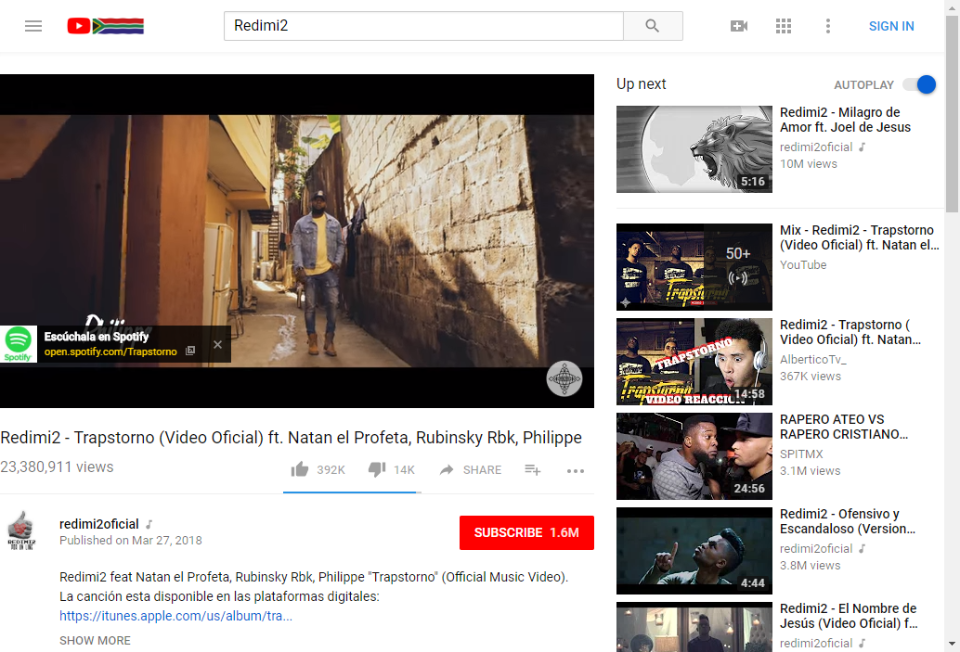 Redimi2
SIGN IN
Philippe
Escúchala en Spotify
open.spotify.com/Trapstorno
Spotify
Redimi2 - Trapstorno (Video Oficial) ft. Natan el Profeta, Rubinsky Rbk, Philippe
23,380,911 views
392K
14K
SHARE
redimi2oficial
Published on Mar 27, 2018
SUBSCRIBE 1.6M
Redimi2 feat Natan el Profeta, Rubinsky Rbk, Philippe "Trapstorno" (Official Music Video).
La canción esta disponible en las plataformas digitales:
https://itunes.apple.com/us/album/tra...
SHOW MORE
Up next
AUTOPLAY
5:16
Redimi2 - Milagro de
Amor ft. Joel de Jesus
redimi2oficial
10M views
50+
Trapstorno
Mix - Redimi2 - Trapstorno
(Video Oficial) ft. Natan el...
YouTube
TRAPSTORNO
Trapstorno
VIDEO REACCION
14:58
Redimi2 - Trapstorno (
Video Oficial) ft. Natan...
AlberticoTv_
367K views
24:56
RAPERO ATEO VS
RAPERO CRISTIANO...
SPITMX
3.1M views
4:44
Redimi2 - Ofensivo y
Escandaloso (Version...
redimi2oficial
3.8M views
Redimi2 - El Nombre de
Jesús (Video Oficial) f...
redimi2oficial